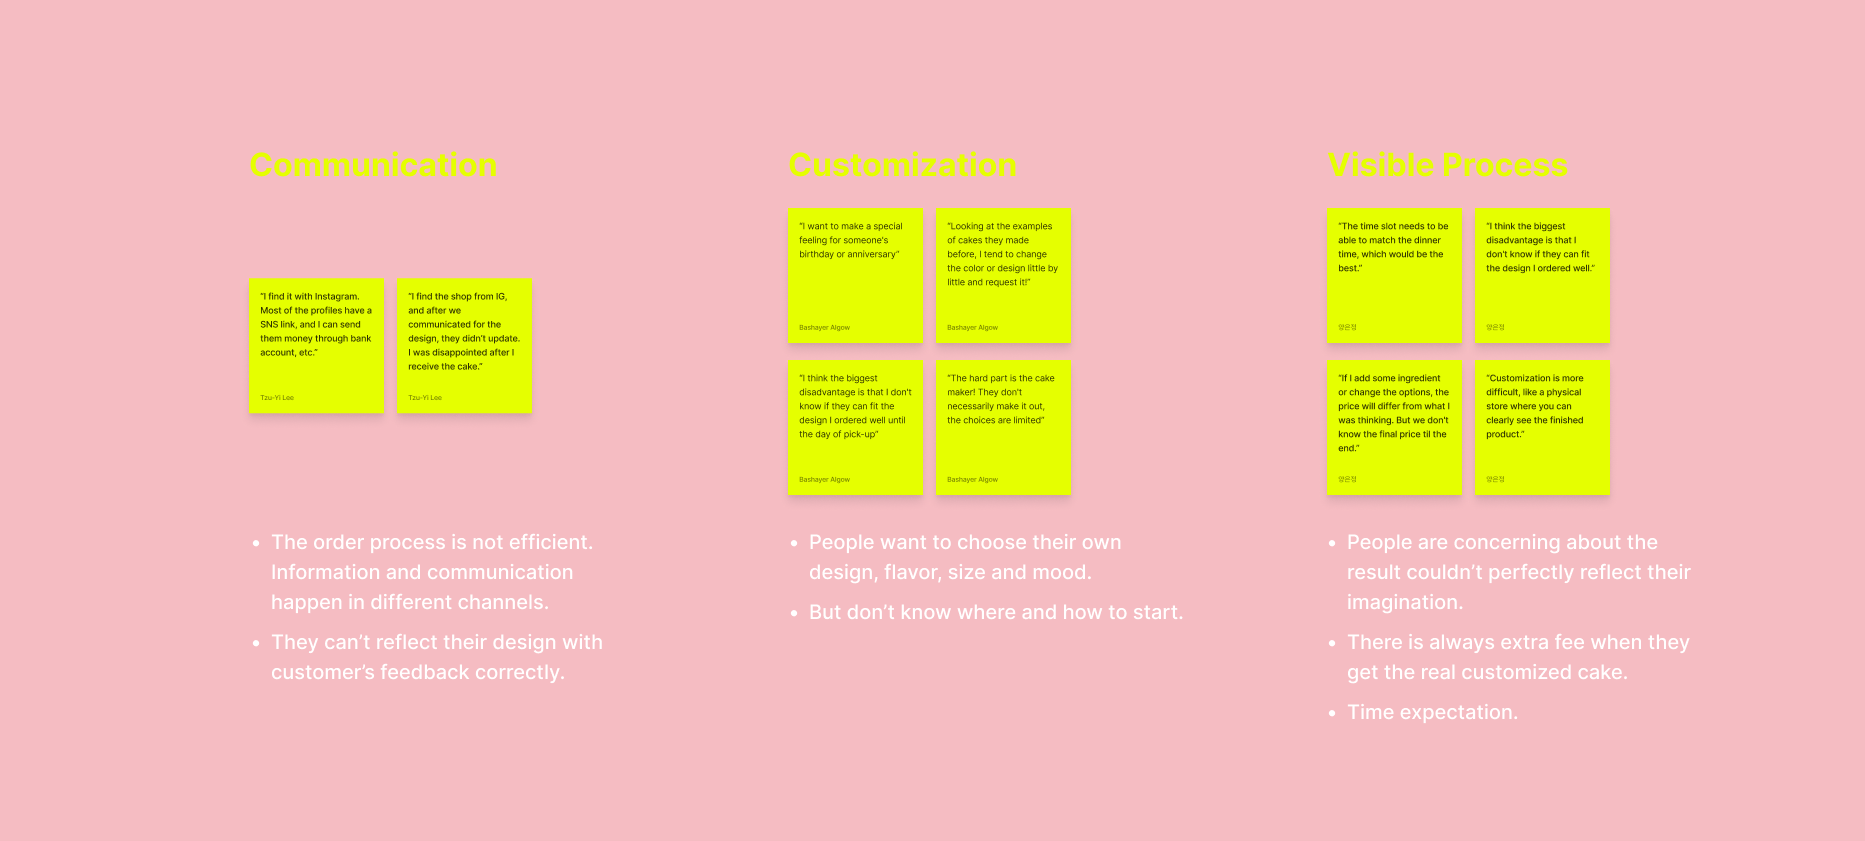 Communication
"I find it with Instagram.
Most of the profiles have a
SNS link, and I can send
them money through bank
account, etc."
Tzu-Yi Lee
"I find the shop from IG,
and after we
communicated for the
design, they didn't update.
I was disappointed after I
receive the cake."
Tzu-Yi Lee
• The order process is not efficient.
Information and communication
happen in different channels.
• They can't reflect their design with
customer's feedback correctly.
Customization
"I want to make a special
feeling for someone's
birthday or anniversary"
Bashayer Algow
"Looking at the examples
of cakes they made
before, I tend to change
the color or design little by
little and request it!"
Bashayer Algow
"I think the biggest
disadvantage is that I don't
know if they can fit the
design I ordered well until
the day of pick-up"
Bashayer Algow
"The hard part is the cake
maker! They don't
necessarily make it out,
the choices are limited"
Bashayer Algow
• People want to choose their own
design, flavor, size and mood.
• But don't know where and how to start.
Visible Process
"The time slot needs to be
able to match the dinner
time, which would be the
best."
양은정
"I think the biggest
disadvantage is that I
don't know if they can fit
the design I ordered well."
양은정
"If I add some ingredient
or change the options, the
price will differ from what I
was thinking. But we don't
know the final price til the
end."
양은정
"Customization is more
difficult, like a physical
store where you can
clearly see the finished
product."
양은정
• People are concerning about the
result couldn't perfectly reflect their
imagination.
• There is always extra fee when they
get the real customized cake.
• Time expectation.